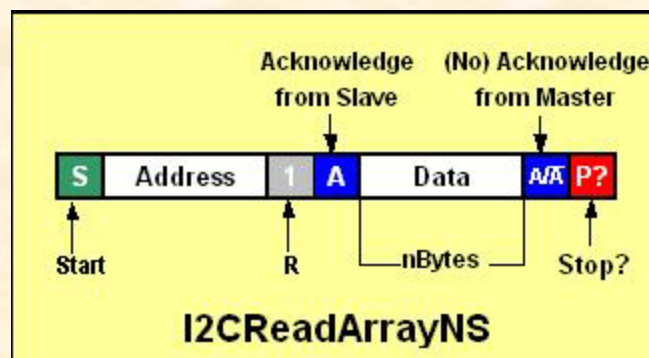 Acknowledge
from Slave
(No) Acknowledge
from Master
S Address 1 A Data A/A̅ P?
Start R nBytes Stop?
I2CReadArrayNS